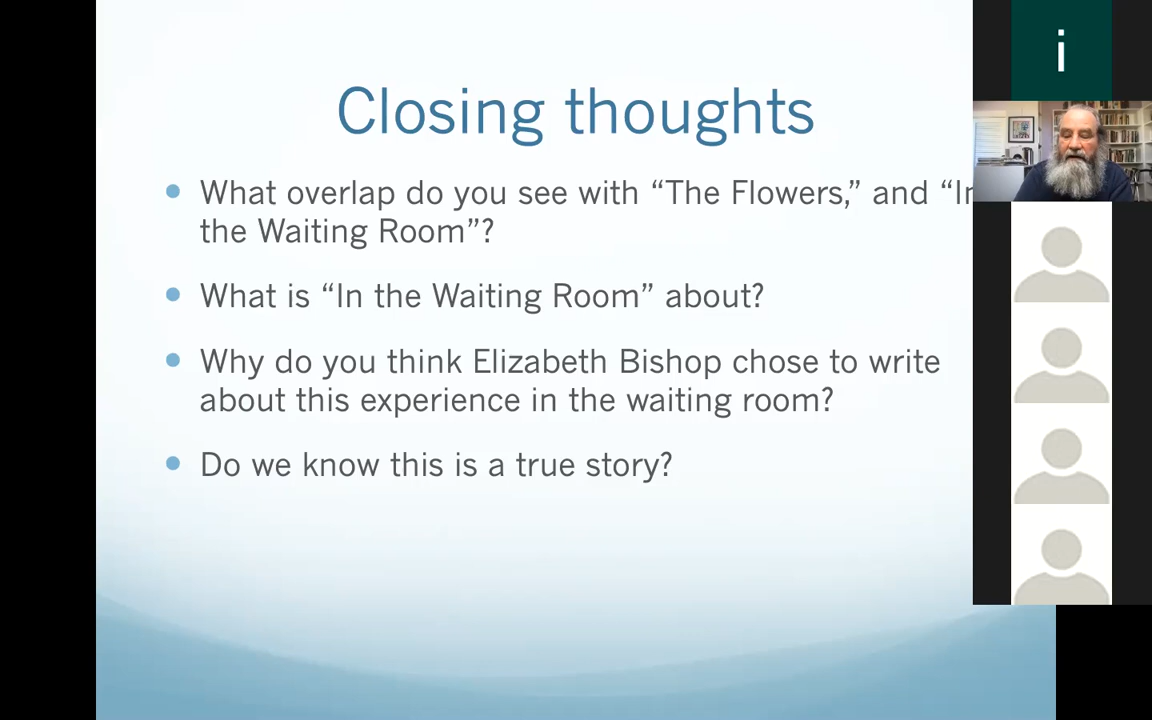 Closing thoughts
i
• What overlap do you see with “The Flowers,” and “In
the Waiting Room”?
• What is “In the Waiting Room” about?
• Why do you think Elizabeth Bishop chose to write
about this experience in the waiting room?
• Do we know this is a true story?